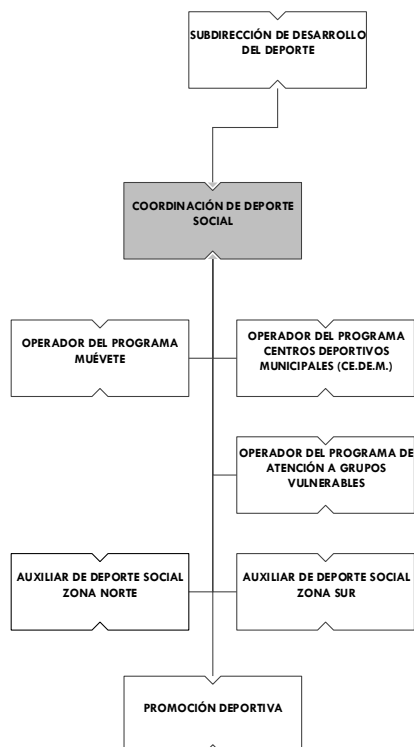 SUBDIRECCIÓN DE DESARROLLO
DEL DEPORTE
COORDINACIÓN DE DEPORTE
SOCIAL
OPERADOR DEL PROGRAMA
MUÉVETE
OPERADOR DEL PROGRAMA
CENTROS DEPORTIVOS
MUNICIPALES (CE.DE.M.)
OPERADOR DEL PROGRAMA DE
ATENCIÓN A GRUPOS
VULNERABLES
AUXILIAR DE DEPORTE SOCIAL
ZONA NORTE
AUXILIAR DE DEPORTE SOCIAL
ZONA SUR
PROMOCIÓN DEPORTIVA